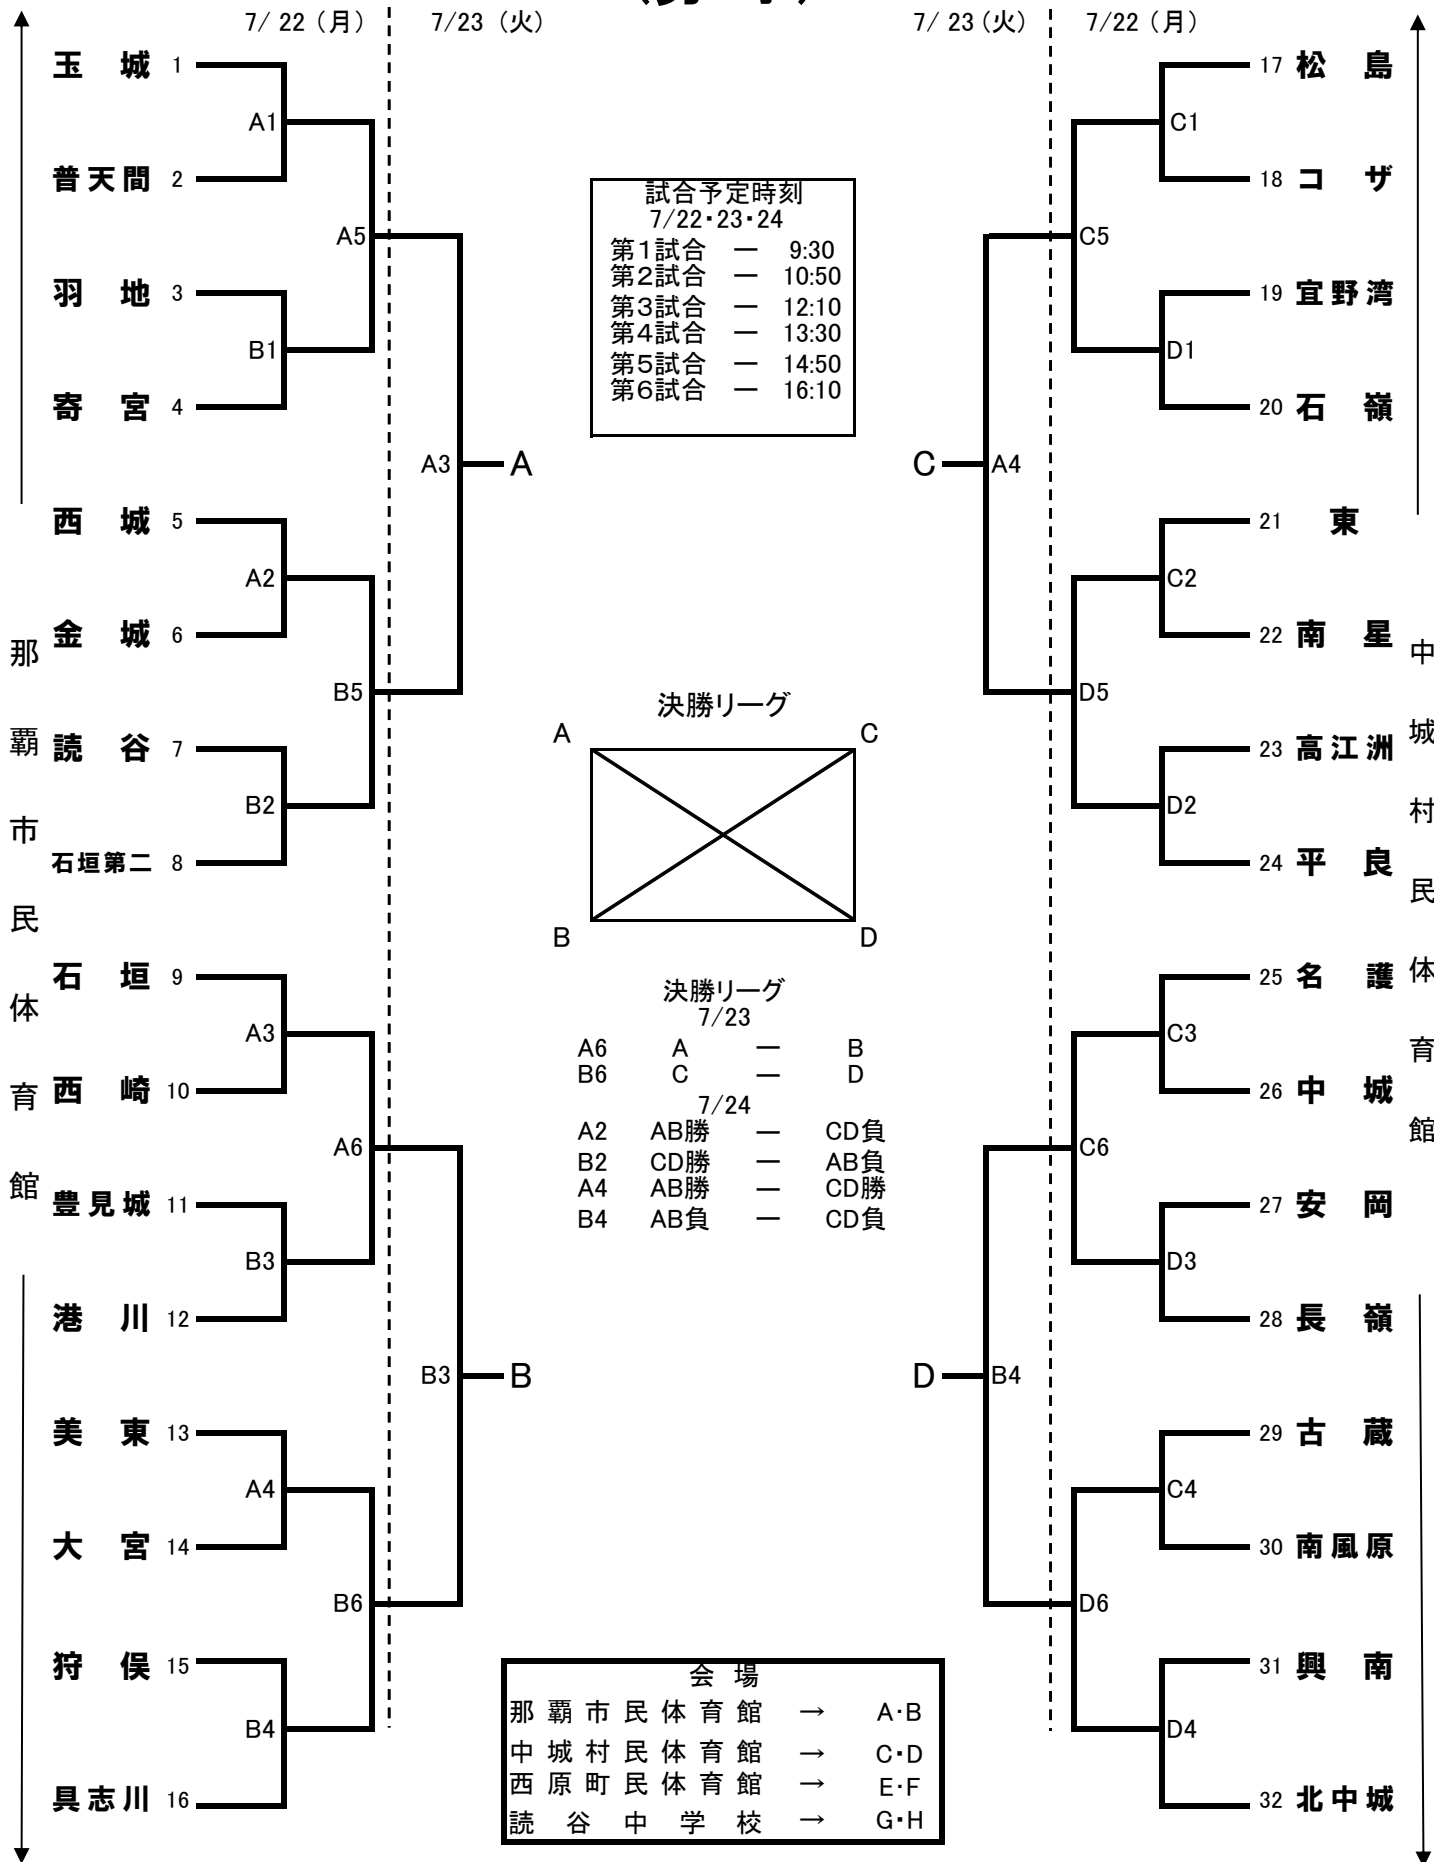 7/ 22 (月)
7/23 (火)
7/ 23 (火)
7/22 (月)
玉城 1
普天間 2
羽地 3
寄宮 4
西城 5
金城 6
読谷 7
石垣第二 8
石垣 9
西崎 10
豊見城 11
港川 12
美東 13
大宮 14
狩俣 15
具志川 16
A1
B1
A2
B2
A3
B3
A4
B4
A5
B5
A6
B6
A3
B3
A
B
那覇市民体育館
試合予定時刻
7/22・23・24
第1試合 ー 9:30
第2試合 ー 10:50
第3試合 ー 12:10
第4試合 ー 13:30
第5試合 ー 14:50
第6試合 ー 16:10
決勝リーグ
A C
B D
決勝リーグ
7/23
A6 A ー B
B6 C ー D
7/24
A2 AB勝 ー CD負
B2 CD勝 ー AB負
A4 AB勝 ー CD勝
B4 AB負 ー CD負
会場
那覇市民体育館 → A・B
中城村民体育館 → C・D
西原町民体育館 → E・F
読谷中学校 → G・H
C
D
A4
B4
C5
D5
C6
D6
C1
D1
C2
D2
C3
D3
C4
D4
17 松島
18 コザ
19 宜野湾
20 石嶺
21 東
22 南星
23 高江洲
24 平良
25 名護
26 中城
27 安岡
28 長嶺
29 古蔵
30 南風原
31 興南
32 北中城
中城村民体育館